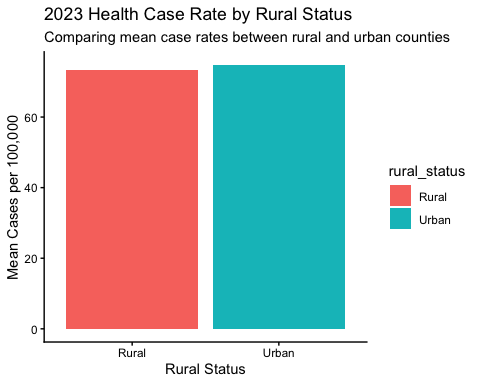 2023 Health Case Rate by Rural Status
Comparing mean case rates between rural and urban counties
Mean Cases per 100,000
60
40
20
0
Rural
Urban
Rural Status
rural_status
Rural
Urban